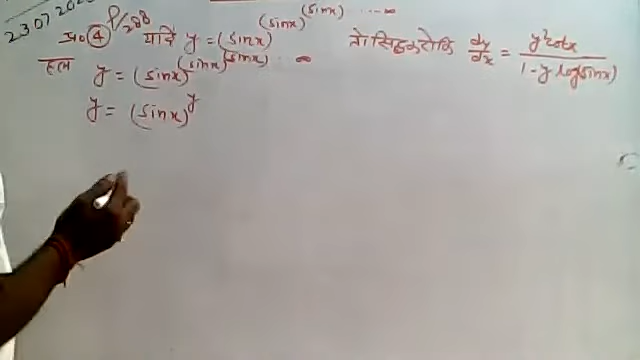 23 07 20
प्र० ④ P/288 यदि y = (sinx)^(sinx)^(sinx) ....∞ तो सिद्ध करो कि dy/dx = y²cotx / 1-y log(sinx)
हल y = (sinx)^(sinx)^(sinx) . ∞
y = (sinx)^y